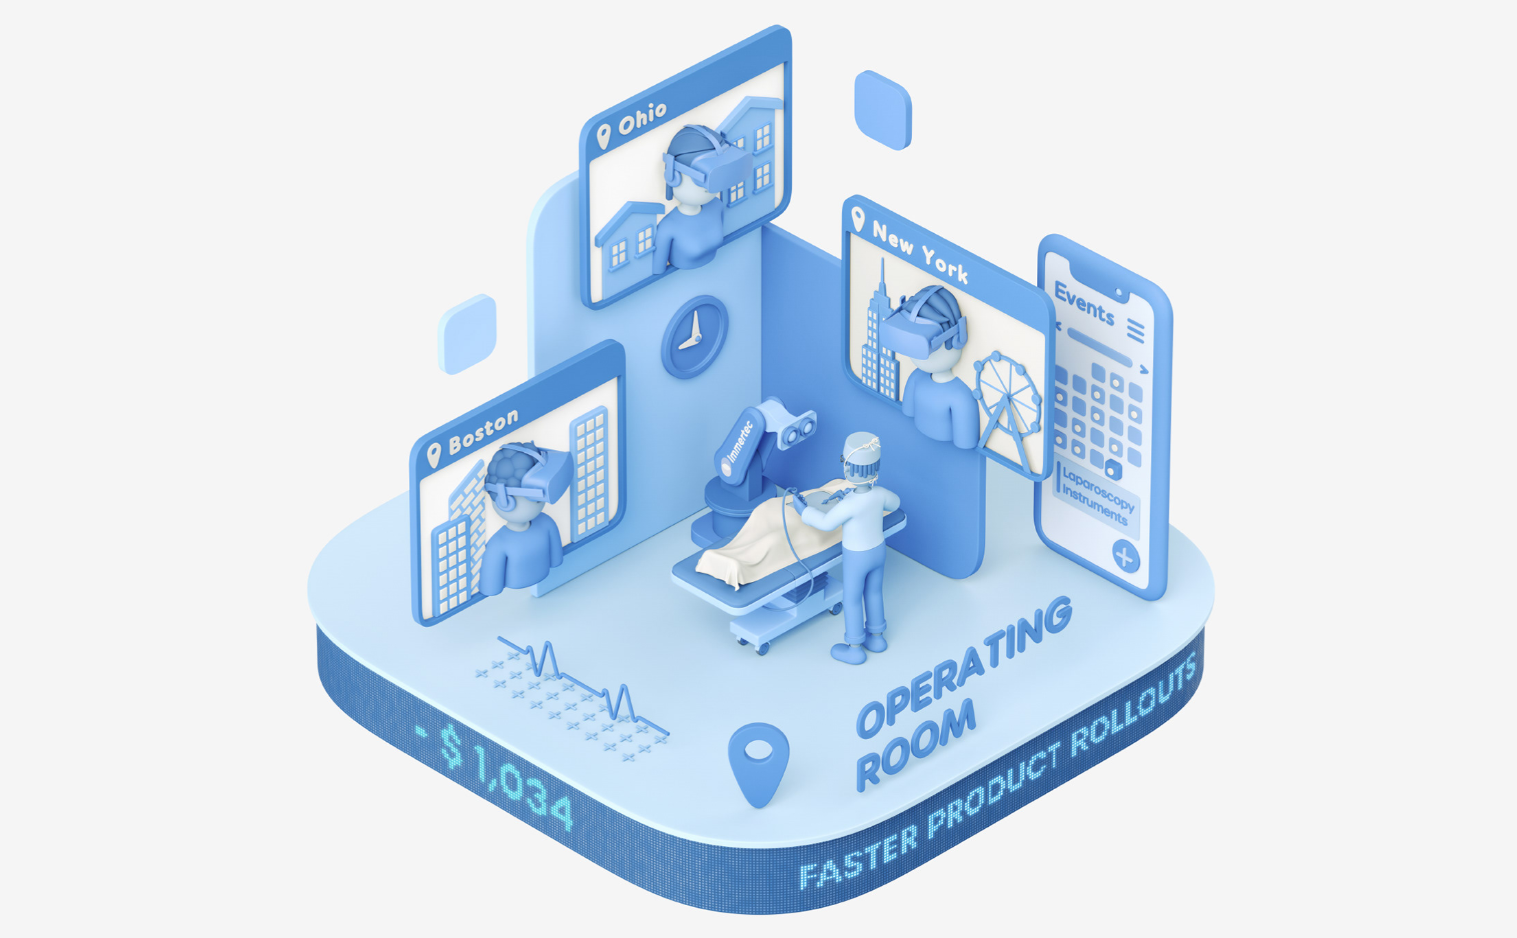 Ohio
New York
Events
Boston
immertec
Laparoscopy
Instruments
OPERATING
ROOM
- $1,034
FASTER PRODUCT ROLLOUTS